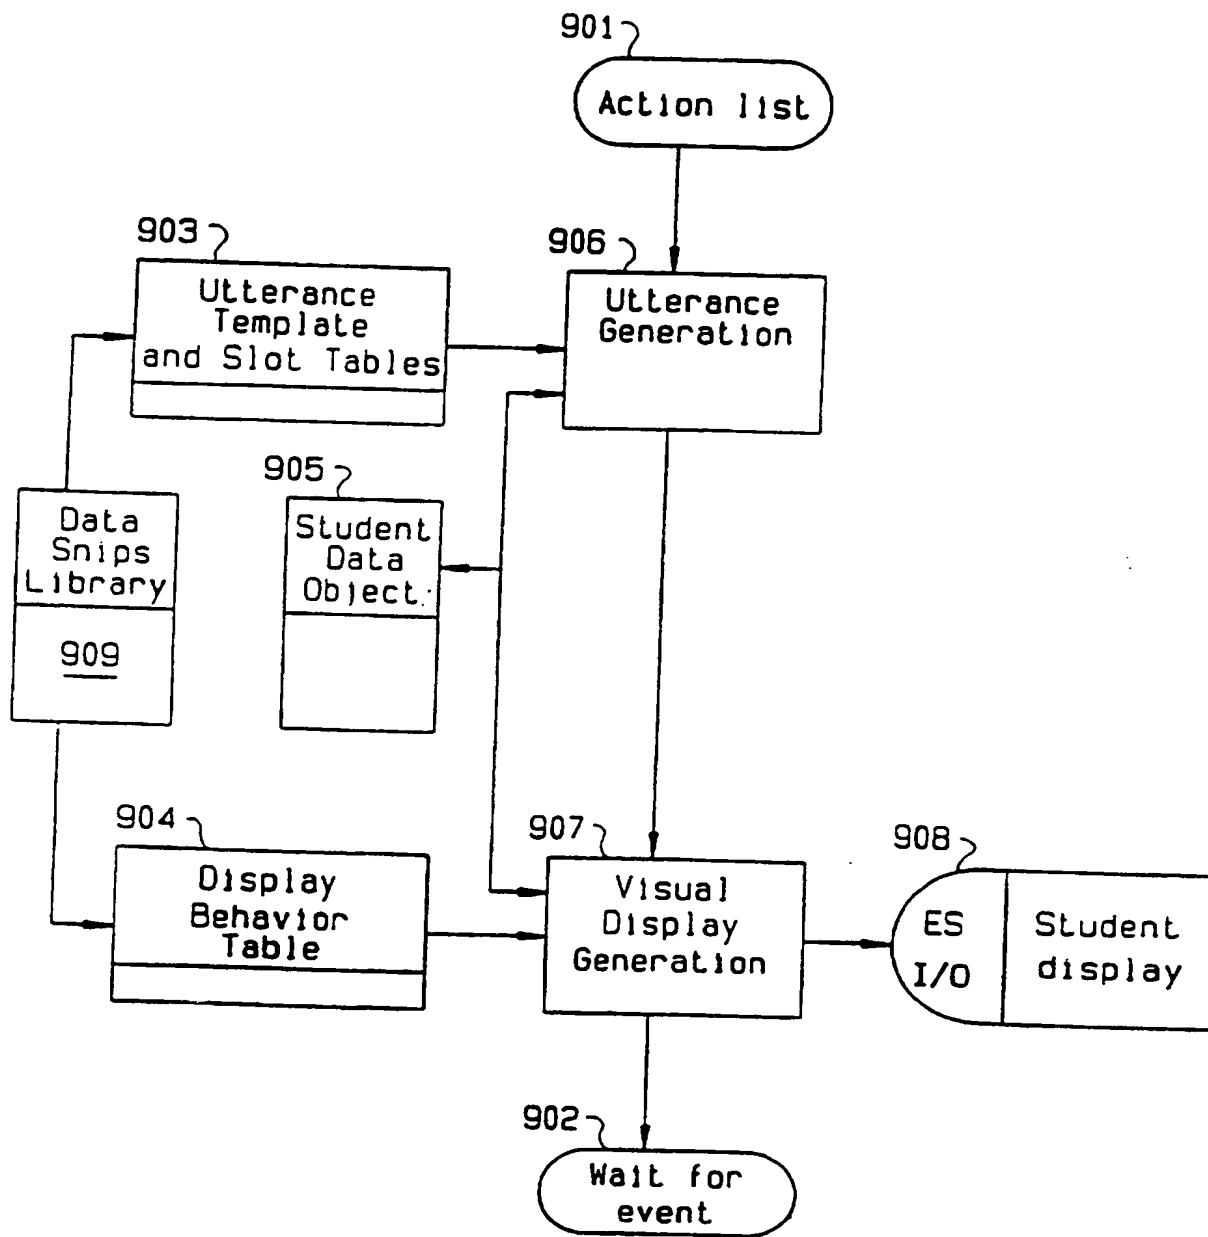 901
Action list
903
Utterance
Template
and Slot Tables
906
Utterance
Generation
905
Student
Data
Object
Data
Snips
Library
909
904
Display
Behavior
Table
907
Visual
Display
Generation
908
ES
I/O
Student
display
902
Wait for
event